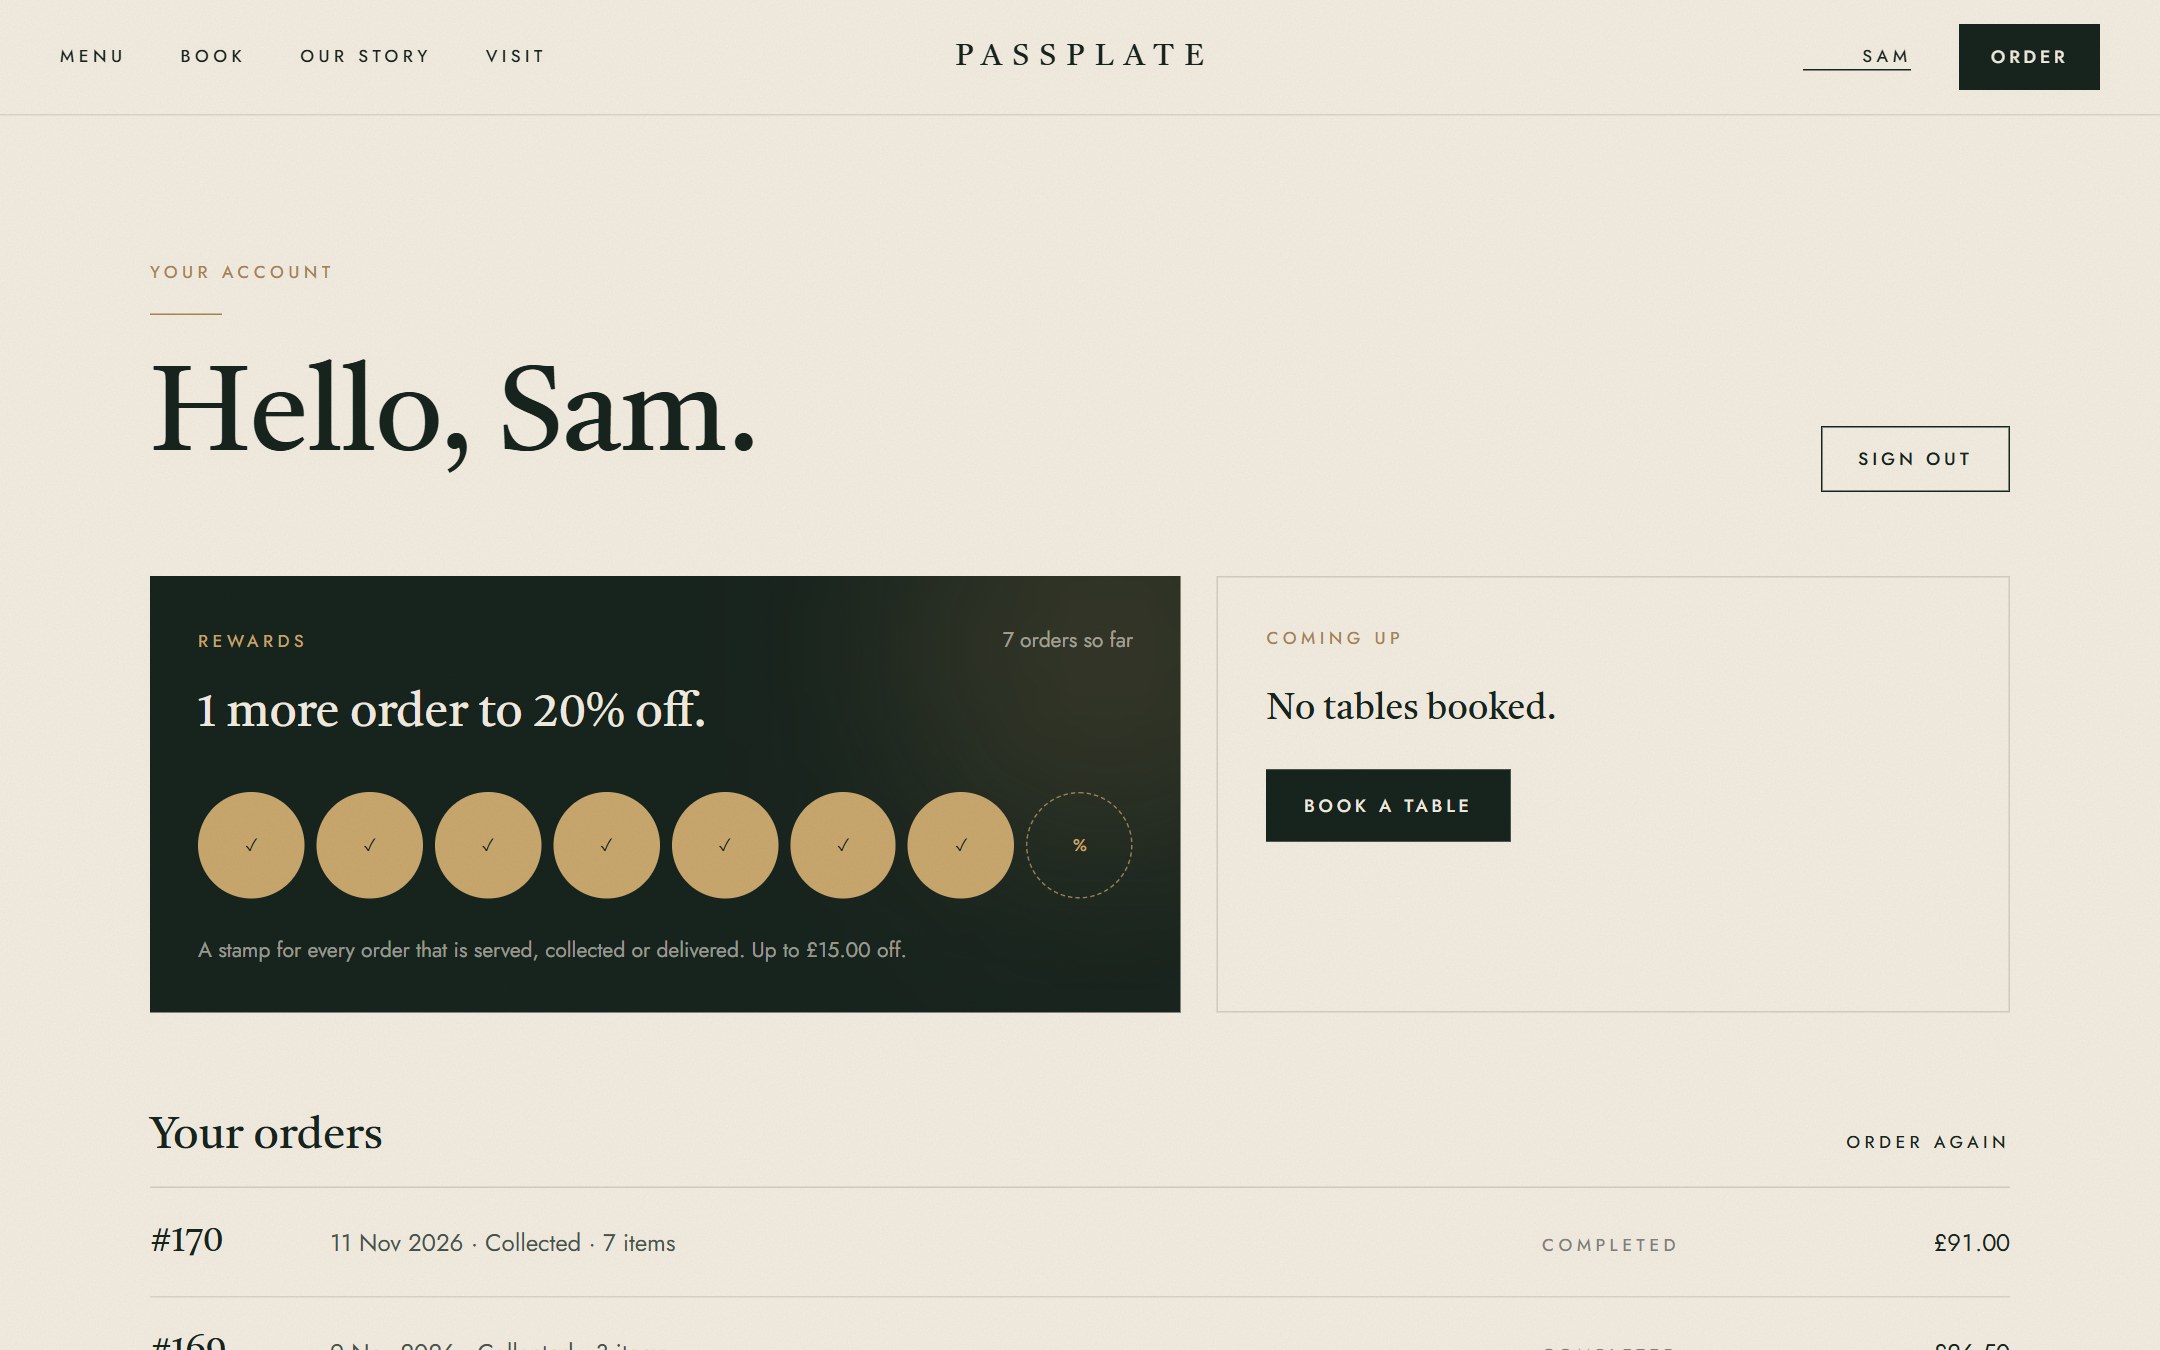 MENU BOOK OUR STORY VISIT PASSPLATE SAM ORDER
YOUR ACCOUNT
Hello, Sam.
SIGN OUT
REWARDS 7 orders so far
1 more order to 20% off.
✓ ✓ ✓ ✓ ✓ ✓ ✓ %
A stamp for every order that is served, collected or delivered. Up to £15.00 off.
COMING UP
No tables booked.
BOOK A TABLE
Your orders ORDER AGAIN
#170 11 Nov 2026 · Collected · 7 items COMPLETED £91.00
#169